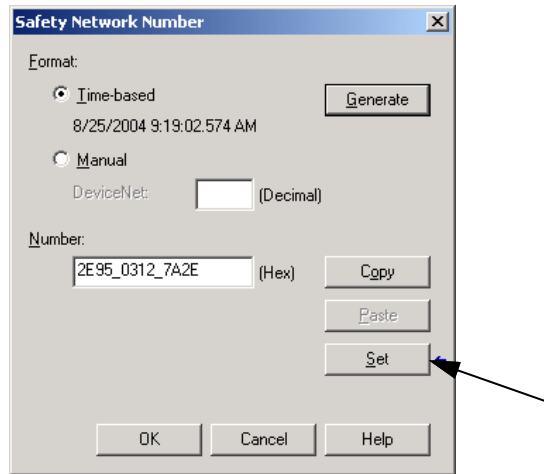 Safety Network Number
Format:
Time-based
Generate
8/25/2004 9:19:02.574 AM
Manual
DeviceNet:
(Decimal)
Number:
2E95_0312_7A2E
(Hex)
Copy
Paste
Set
OK
Cancel
Help